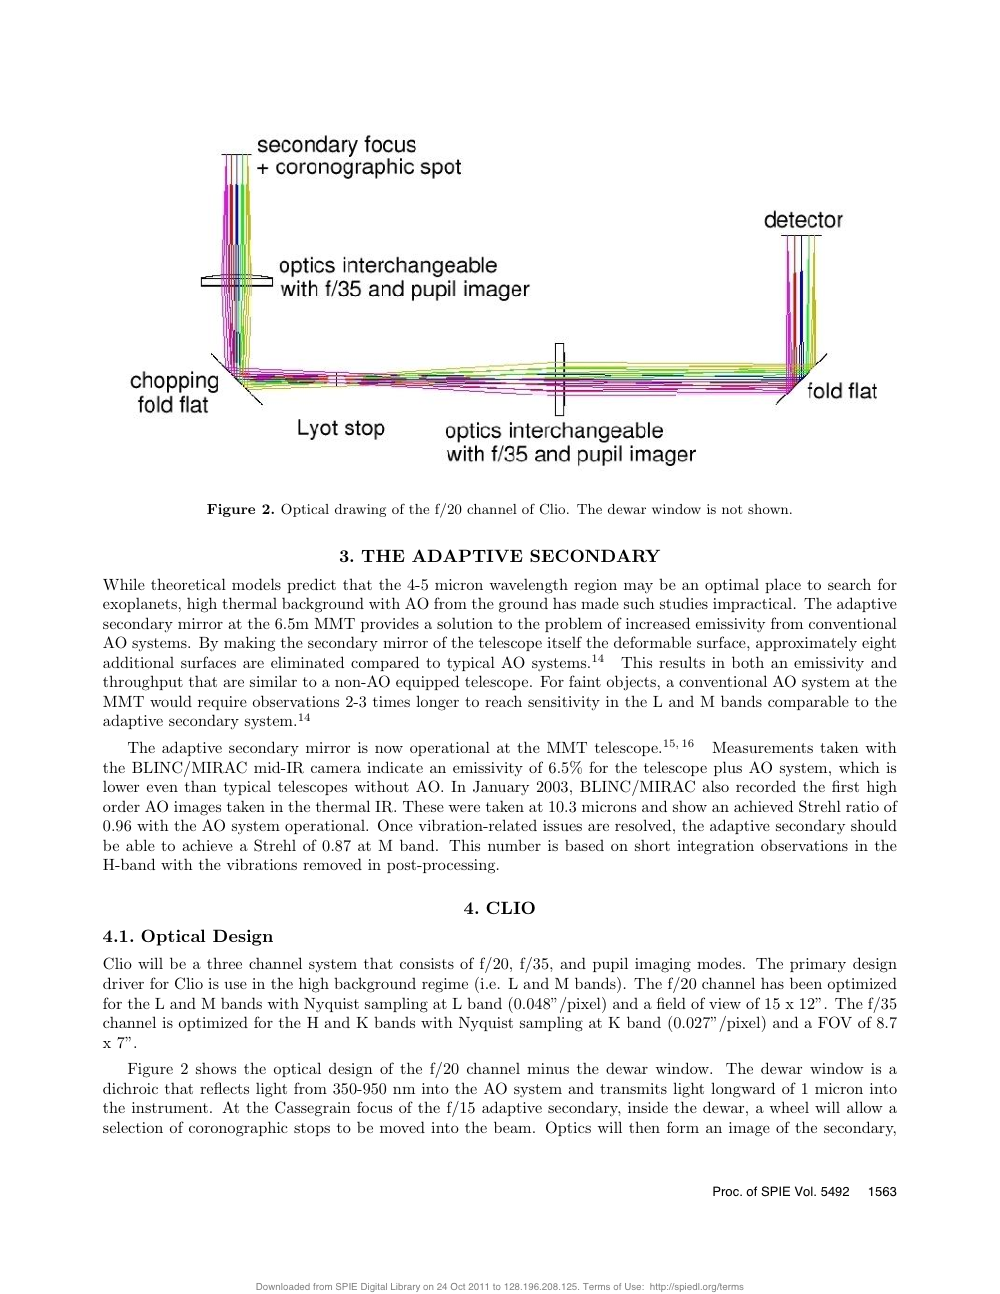 secondary focus
+ coronographic spot
detector
optics interchangeable
with f/35 and pupil imager
chopping
fold flat
fold flat
Lyot stop
optics interchangeable
with f/35 and pupil imager
Figure 2. Optical drawing of the f/20 channel of Clio. The dewar window is not shown.
3. THE ADAPTIVE SECONDARY
While theoretical models predict that the 4-5 micron wavelength region may be an optimal place to search for
exoplanets, high thermal background with AO from the ground has made such studies impractical. The adaptive
secondary mirror at the 6.5m MMT provides a solution to the problem of increased emissivity from conventional
AO systems. By making the secondary mirror of the telescope itself the deformable surface, approximately eight
additional surfaces are eliminated compared to typical AO systems.14 This results in both an emissivity and
throughput that are similar to a non-AO equipped telescope. For faint objects, a conventional AO system at the
MMT would require observations 2-3 times longer to reach sensitivity in the L and M bands comparable to the
adaptive secondary system.14
The adaptive secondary mirror is now operational at the MMT telescope.15, 16 Measurements taken with
the BLINC/MIRAC mid-IR camera indicate an emissivity of 6.5% for the telescope plus AO system, which is
lower even than typical telescopes without AO. In January 2003, BLINC/MIRAC also recorded the first high
order AO images taken in the thermal IR. These were taken at 10.3 microns and show an achieved Strehl ratio of
0.96 with the AO system operational. Once vibration-related issues are resolved, the adaptive secondary should
be able to achieve a Strehl of 0.87 at M band. This number is based on short integration observations in the
H-band with the vibrations removed in post-processing.
4. CLIO
4.1. Optical Design
Clio will be a three channel system that consists of f/20, f/35, and pupil imaging modes. The primary design
driver for Clio is use in the high background regime (i.e. L and M bands). The f/20 channel has been optimized
for the L and M bands with Nyquist sampling at L band (0.048”/pixel) and a field of view of 15 x 12”. The f/35
channel is optimized for the H and K bands with Nyquist sampling at K band (0.027”/pixel) and a FOV of 8.7
x 7”.
Figure 2 shows the optical design of the f/20 channel minus the dewar window. The dewar window is a
dichroic that reflects light from 350-950 nm into the AO system and transmits light longward of 1 micron into
the instrument. At the Cassegrain focus of the f/15 adaptive secondary, inside the dewar, a wheel will allow a
selection of coronographic stops to be moved into the beam. Optics will then form an image of the secondary,
Proc. of SPIE Vol. 5492 1563
Downloaded from SPIE Digital Library on 24 Oct 2011 to 128.196.208.125. Terms of Use: http://spiedl.org/terms